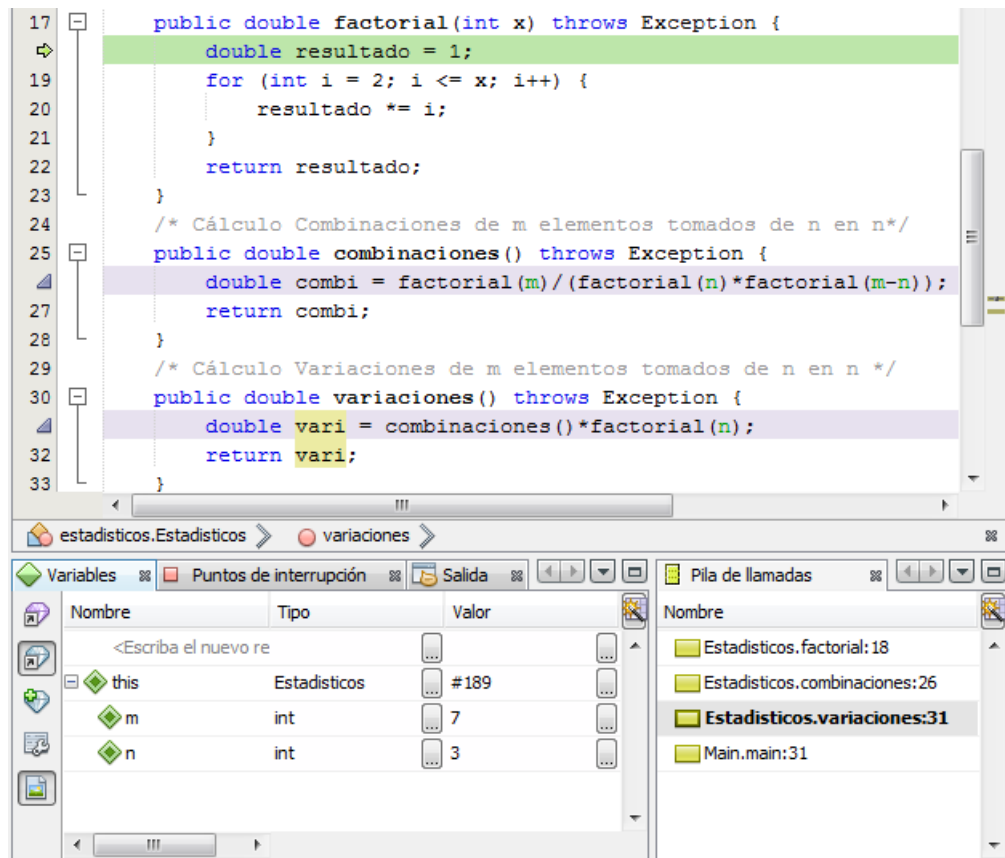 17 public double factorial(int x) throws Exception {
double resultado = 1;
19 for (int i = 2; i <= x; i++) {
20 resultado *= i;
21 }
22 return resultado;
23 }
24 /* Cálculo Combinaciones de m elementos tomados de n en n*/
25 public double combinaciones() throws Exception {
double combi = factorial(m)/(factorial(n)*factorial(m-n));
27 return combi;
28 }
29 /* Cálculo Variaciones de m elementos tomados de n en n */
30 public double variaciones() throws Exception {
double vari = combinaciones()*factorial(n);
32 return vari;
33 }
estadisticos.Estadisticos variaciones
Variables Puntos de interrupción Salida
Nombre Tipo Valor
<Escriba el nuevo re ... ...
this Estadisticos ... #189 ...
m int ... 7 ...
n int ... 3 ...
Pila de llamadas
Nombre
Estadisticos.factorial:18
Estadisticos.combinaciones:26
Estadisticos.variaciones:31
Main.main:31